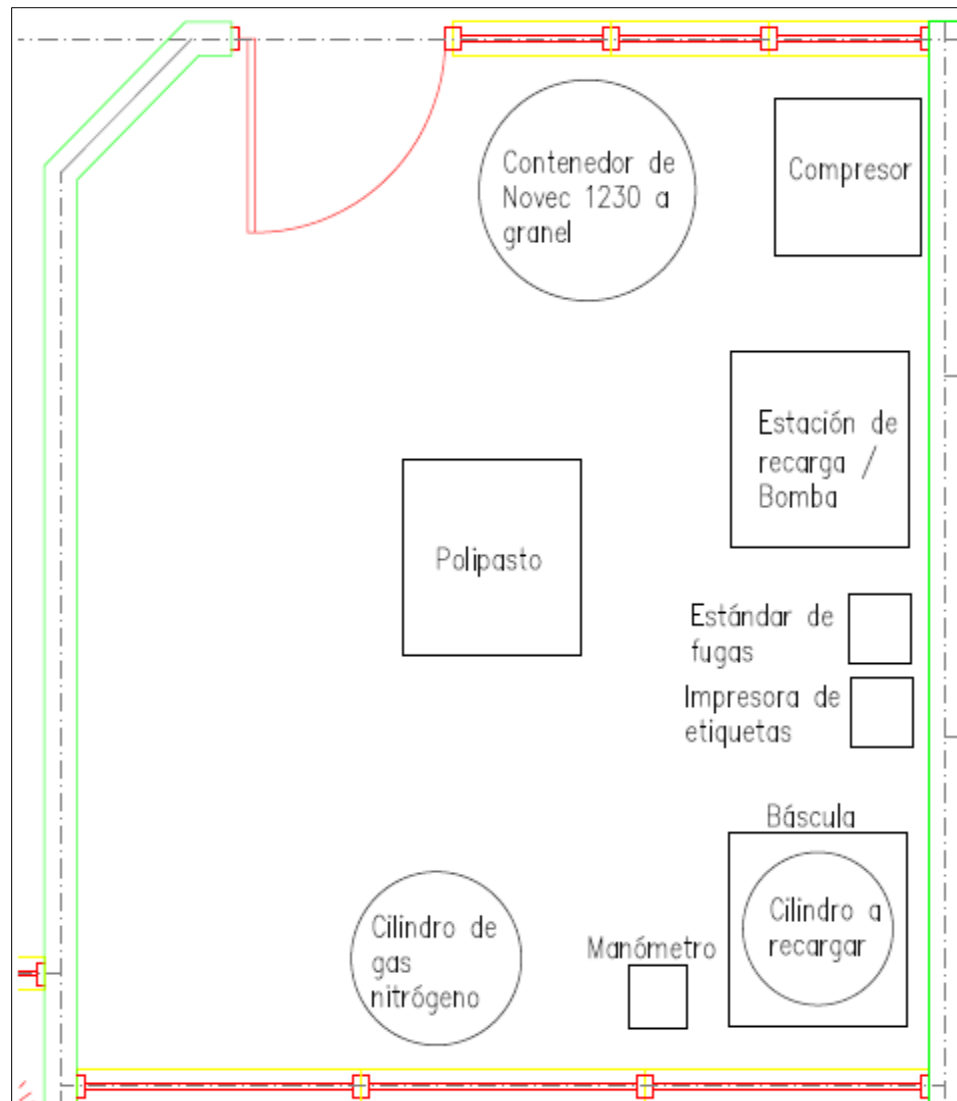 Contenedor de
Novec 1230 a
granel
Compresor
Estación de
recarga /
Bomba
Polipasto
Estándar de
fugas
Impresora de
etiquetas
Báscula
Cilindro a
recargar
Cilindro de
gas
nitrógeno
Manómetro